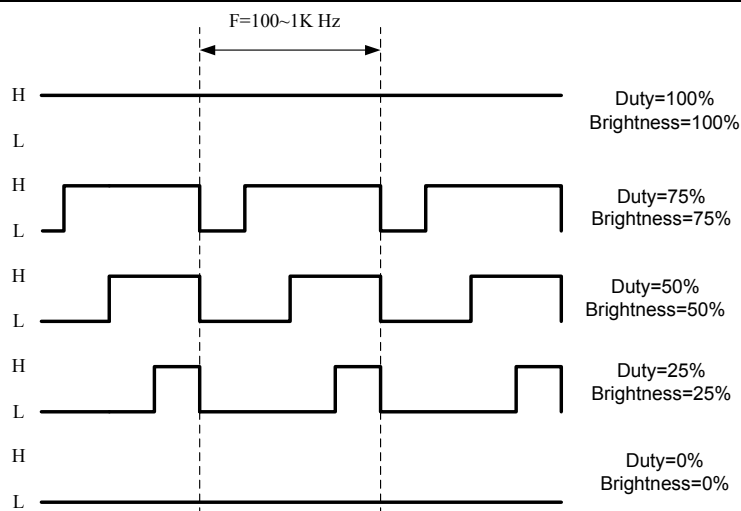 F=100~1K Hz
H
L
Duty=100%
Brightness=100%
H
L
Duty=75%
Brightness=75%
H
L
Duty=50%
Brightness=50%
H
L
Duty=25%
Brightness=25%
H
L
Duty=0%
Brightness=0%